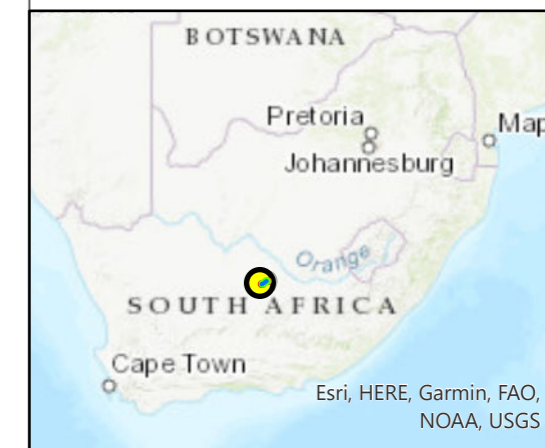 BOTSWANA
Pretoria
Map
Johannesburg
Orange
SOUTH AFRICA
Cape Town
Esri, HERE, Garmin, FAO,
NOAA, USGS